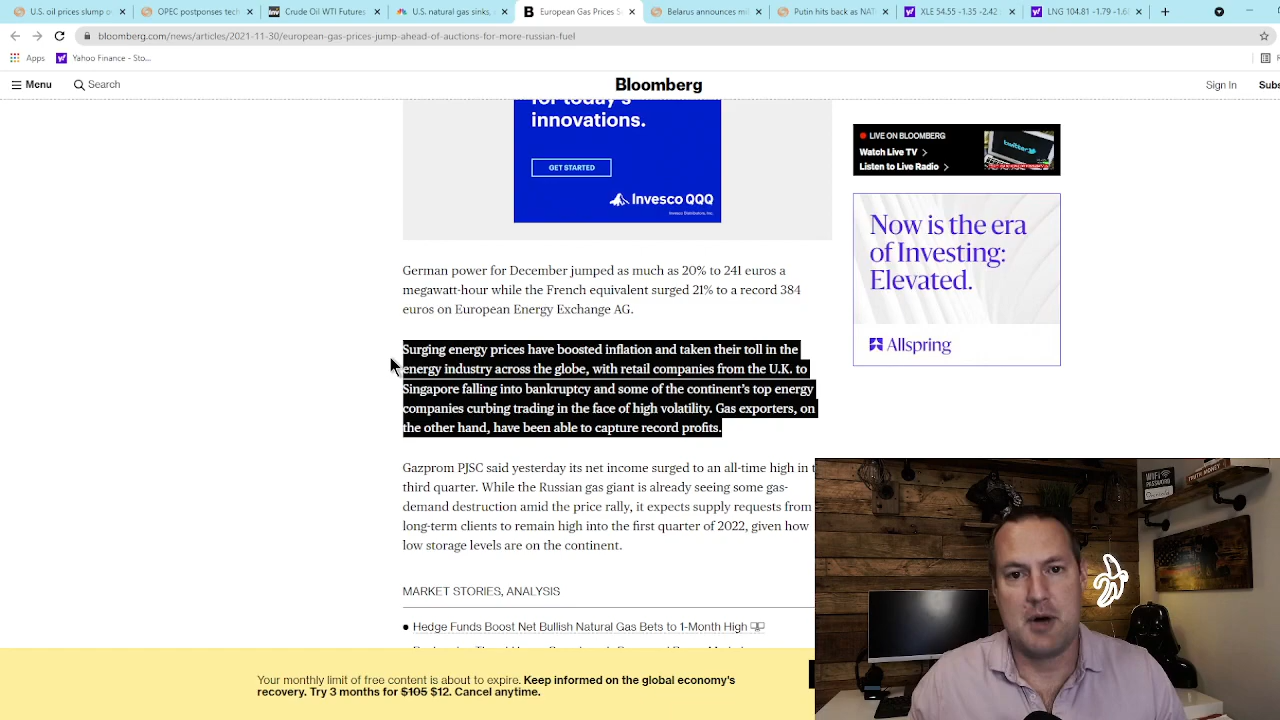 U.S. oil prices slump o
OPEC postpones tech
Crude Oil WTI Futures
U.S. natural gas sinks,
European Gas Prices S
Belarus announces mil
Putin hits back as NAT
XLE 54.55 -1.35 -2.42
LNG 104.81 -1.79 -1.6
bloomberg.com/news/articles/2021-11-30/european-gas-prices-jump-ahead-of-auctions-for-more-russian-fuel
Apps
Yahoo Finance - Sto...
Menu
Search
Bloomberg
Sign In
Subs
for today's
innovations.
GET STARTED
Invesco QQQ
Invesco Distributors, Inc.
LIVE ON BLOOMBERG
Watch Live TV
Listen to Live Radio
twitter
Now is the era
of Investing:
Elevated.
Allspring
German power for December jumped as much as 20% to 241 euros a
megawatt-hour while the French equivalent surged 21% to a record 384
euros on European Energy Exchange AG.
Surging energy prices have boosted inflation and taken their toll in the
energy industry across the globe, with retail companies from the U.K. to
Singapore falling into bankruptcy and some of the continent's top energy
companies curbing trading in the face of high volatility. Gas exporters, on
the other hand, have been able to capture record profits.
Gazprom PJSC said yesterday its net income surged to an all-time high in t
third quarter. While the Russian gas giant is already seeing some gas-
demand destruction amid the price rally, it expects supply requests from
long-term clients to remain high into the first quarter of 2022, given how
low storage levels are on the continent.
MARKET STORIES, ANALYSIS
Hedge Funds Boost Net Bullish Natural Gas Bets to 1-Month High
Your monthly limit of free content is about to expire. Keep informed on the global economy's
recovery. Try 3 months for $105 $12. Cancel anytime.
WIFI
PASSWORD
TRUTH MONEY